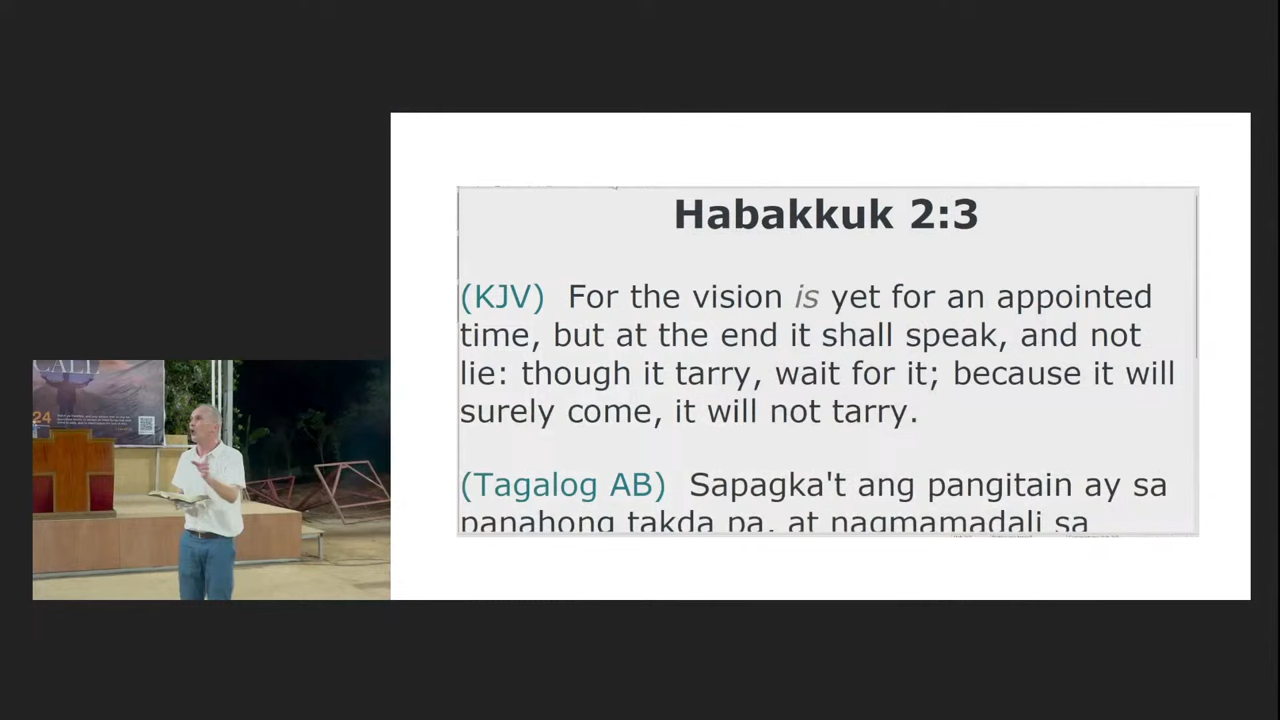 CALL
24
Habakkuk 2:3
(KJV) For the vision is yet for an appointed
time, but at the end it shall speak, and not
lie: though it tarry, wait for it; because it will
surely come, it will not tarry.
(Tagalog AB) Sapagka't ang pangitain ay sa
panahong takda pa, at nagmamadali sa